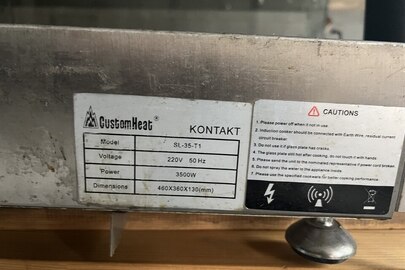 CustomHeat®
KONTAKT
Model SL-35-T1
Voltage 220V 50 Hz
Power 3500W
Dimensions 460X360X130(mm)
CAUTIONS
1. Please power off when it not in use
2. Induction cooker should be connected with Earth Wire, residual current
circuit breaker
3. Do not use it if glass plate has cracks.
4. The glass plate still hot after cooking, do not touch it with hands
5. Please send the unit to the nominated repairment if power cord broken.
6. Do not spray the water to the appliance inside.
7. Please use the specified cookware for better cooking performance.